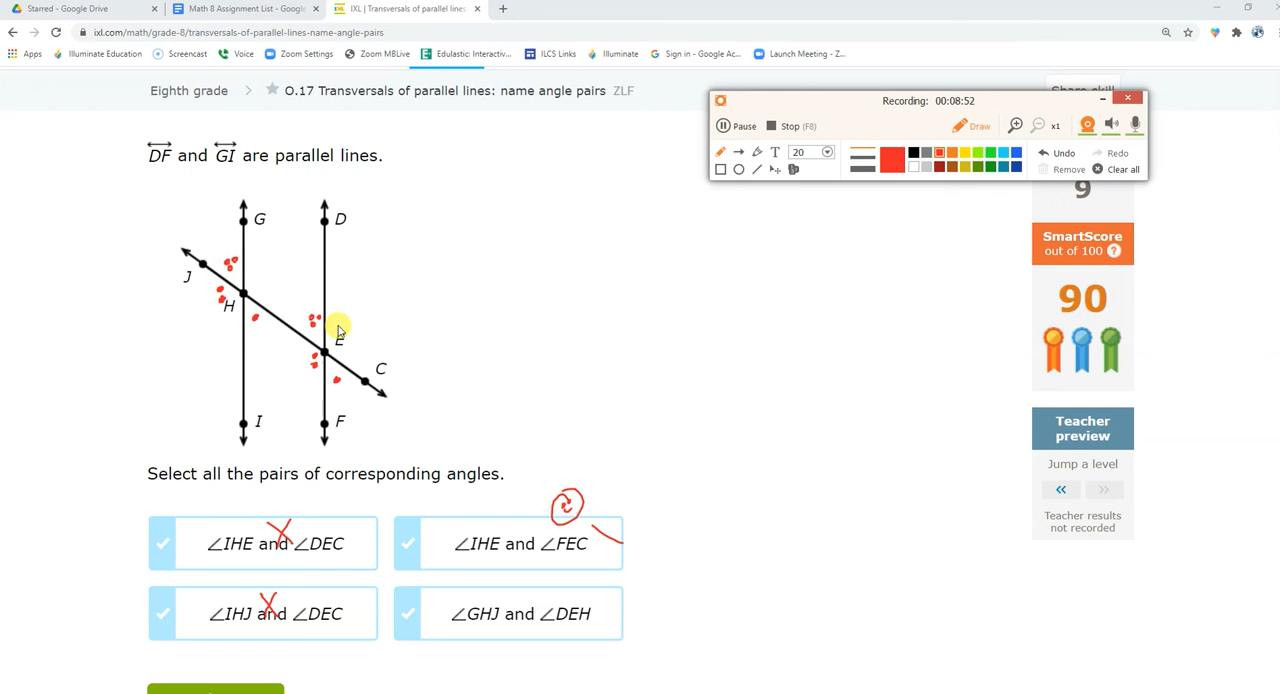 Starred - Google Drive
Math 8 Assignment List - Google
IXL | Transversals of parallel lines:
ixl.com/math/grade-8/transversals-of-parallel-lines-name-angle-pairs
Apps Illuminate Education Screencast Voice Zoom Settings Zoom MBLive Edulastic: Interactiv... ILCS Links Illuminate Sign in - Google Ac... Launch Meeting - Z...
Eighth grade > O.17 Transversals of parallel lines: name angle pairs ZLF
Share skill
Recording: 00:08:52
Pause Stop (F8) Draw x1
T 20 Undo Redo
Remove Clear all
DF and GI are parallel lines.
G D
J
H
E
C
I F
9
SmartScore
out of 100 ?
90
Teacher
preview
Jump a level
Teacher results
not recorded
Select all the pairs of corresponding angles.
∠IHE and ∠DEC
∠IHE and ∠FEC
∠IHJ and ∠DEC
∠GHJ and ∠DEH